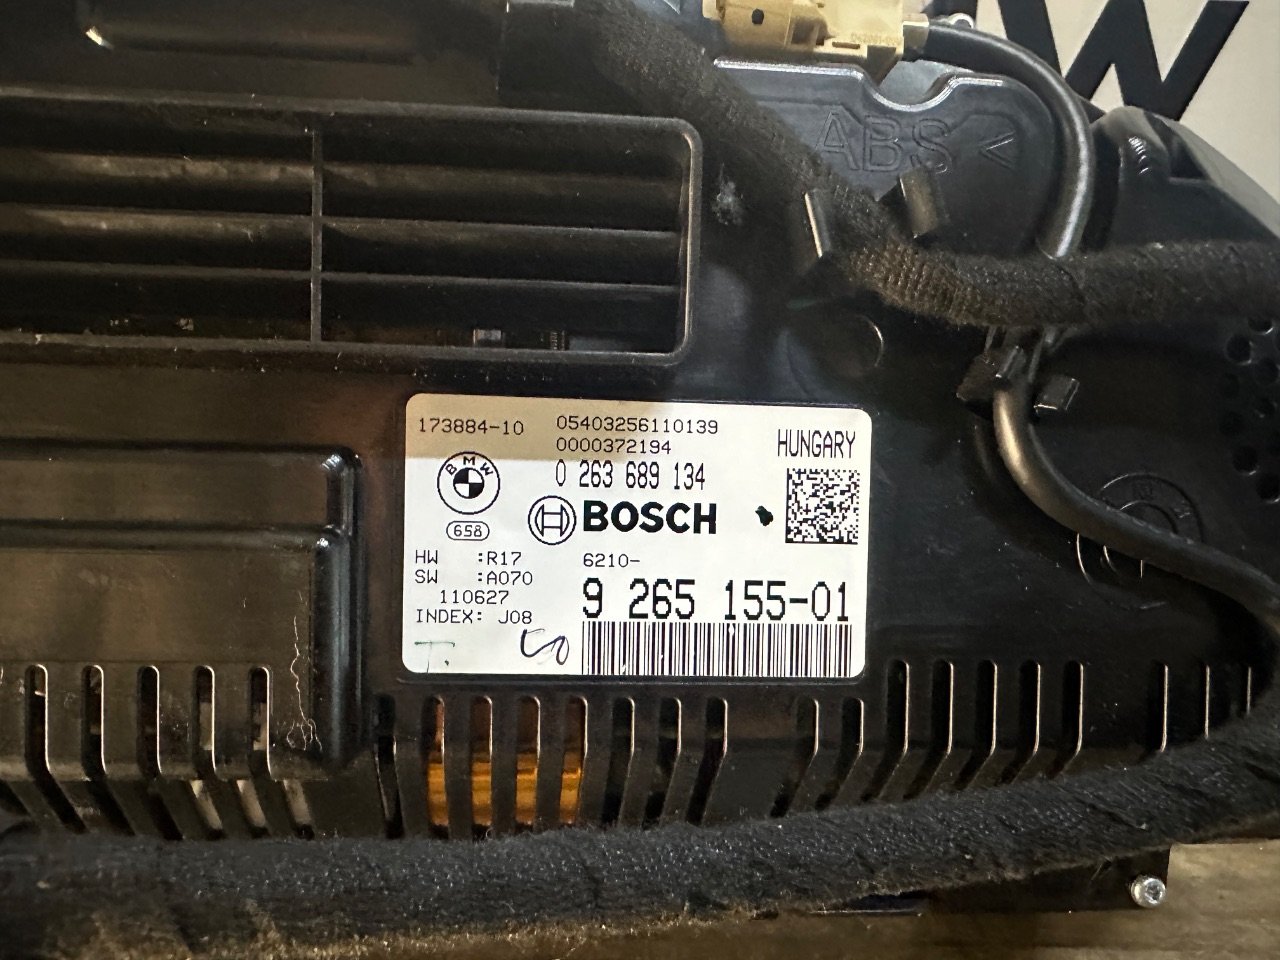 W
ABS <
173884-10 05403256110139
0000372194
HUNGARY
0 263 689 134
BMW
BOSCH
658
HW :R17
SW :A070
110627
INDEX: J08
6210-
9 265 155-01
T.